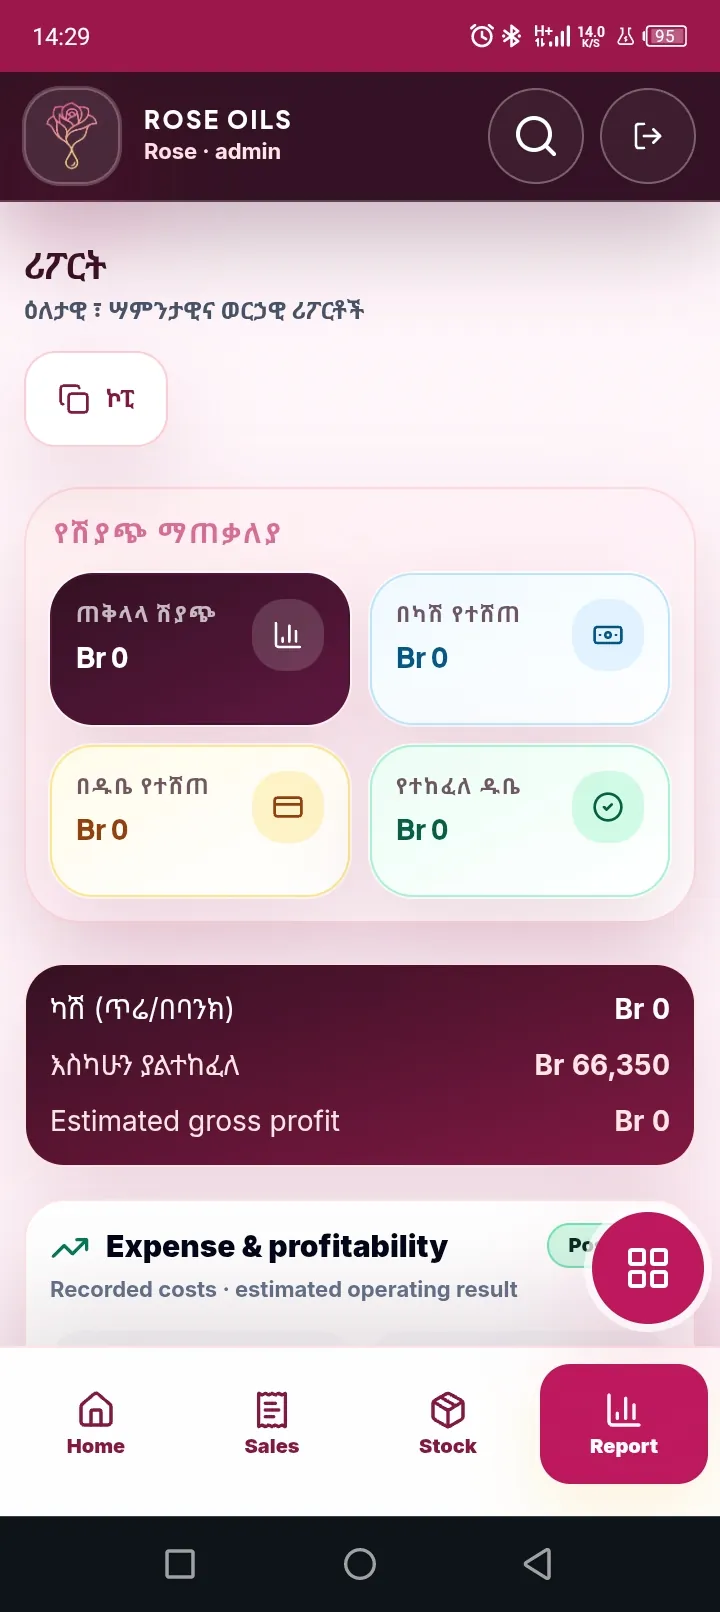 14:29
H+
14.0
K/S
95
ROSE OILS
Rose · admin
ሪፖርት
ዕለታዊ ፣ ሣምንታዊና ወርኃዊ ሪፖርቶች
ኮፒ
የሽያጭ ማጠቃለያ
ጠቅላላ ሽያጭ
Br 0
በካሽ የተሸጠ
Br 0
በዱቤ የተሸጠ
Br 0
የተከፈለ ዱቤ
Br 0
ካሽ (ጥሬ/በባንክ)
Br 0
እስካሁን ያልተከፈለ
Br 66,350
Estimated gross profit
Br 0
Expense & profitability
Recorded costs · estimated operating result
Home
Sales
Stock
Report